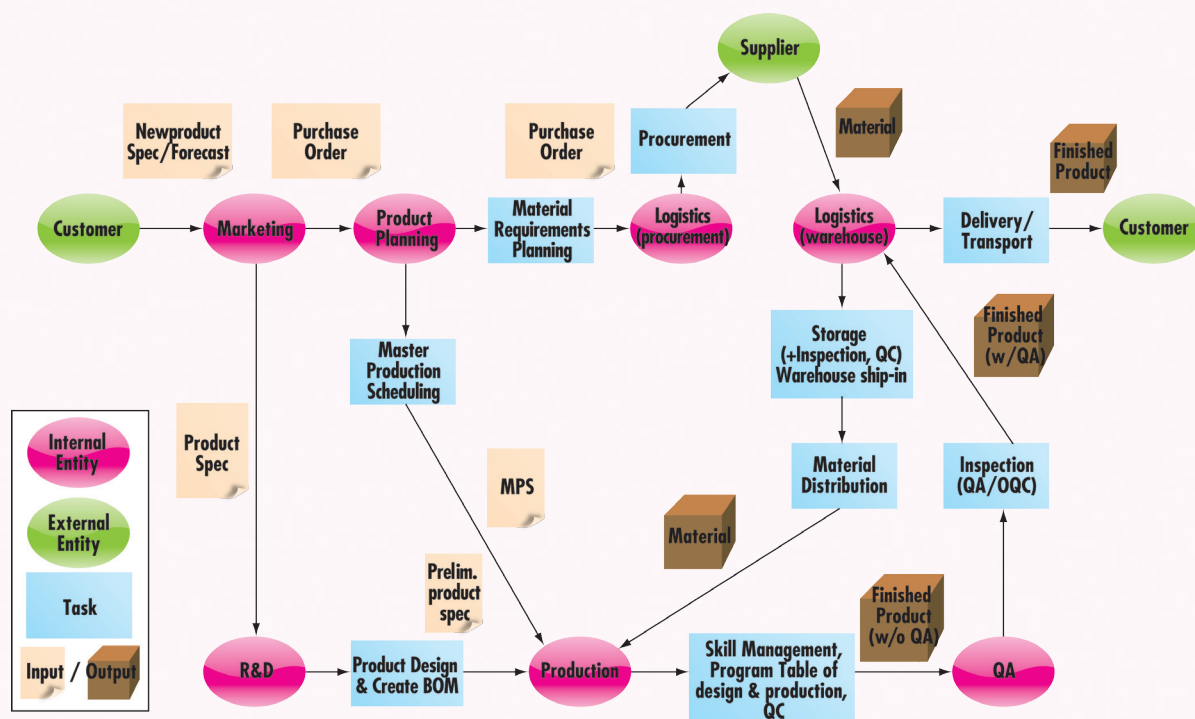 Supplier
Newproduct
Spec/Forecast
Purchase
Order
Purchase
Order
Procurement
Material
Finished
Product
Customer
Marketing
Product
Planning
Material
Requirements
Planning
Logistics
(procurement)
Logistics
(warehouse)
Delivery/
Transport
Customer
Master
Production
Scheduling
Storage
(+Inspection, QC)
Warehouse ship-in
Finished
Product
(w/QA)
Internal
Entity
Product
Spec
MPS
Material
Distribution
Inspection
(QA/OQC)
External
Entity
Material
Task
Prelim.
product
spec
Finished
Product
(w/o QA)
Input / Output
R&D
Product Design
& Create BOM
Production
Skill Management,
Program Table of
design & production,
QC
QA